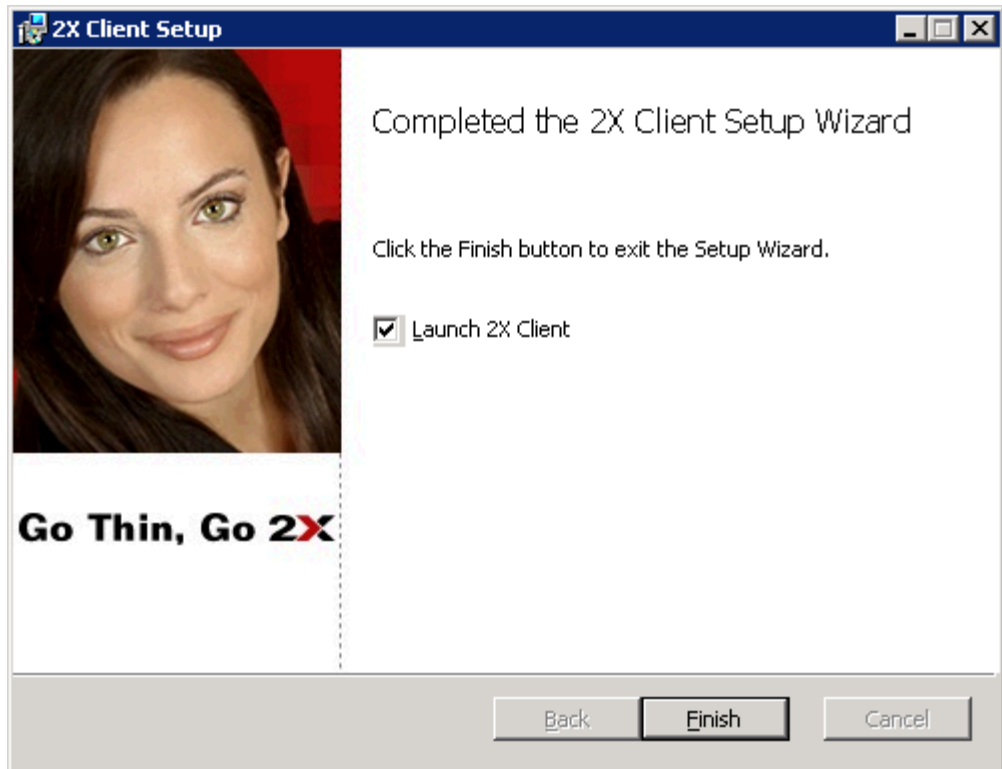 2X Client Setup
Completed the 2X Client Setup Wizard
Click the Finish button to exit the Setup Wizard.
Launch 2X Client
Go Thin, Go 2X
Back Finish Cancel